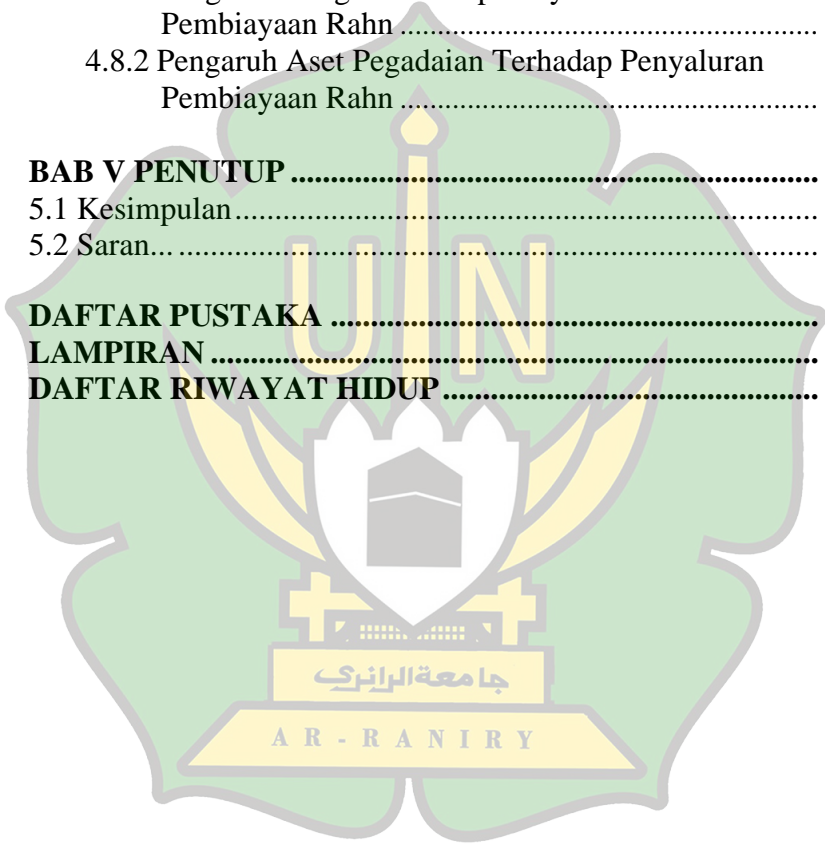 Pembiayaan Rahn ....................................................
4.8.2 Pengaruh Aset Pegadaian Terhadap Penyaluran
Pembiayaan Rahn ....................................................
BAB V PENUTUP ................................................................
5.1 Kesimpulan.......................................................................
5.2 Saran... ..............................................................................
DAFTAR PUSTAKA ...........................................................
LAMPIRAN ..........................................................................
DAFTAR RIWAYAT HIDUP..............................................
UIN
جامعةالرانري
AR-RANIRY